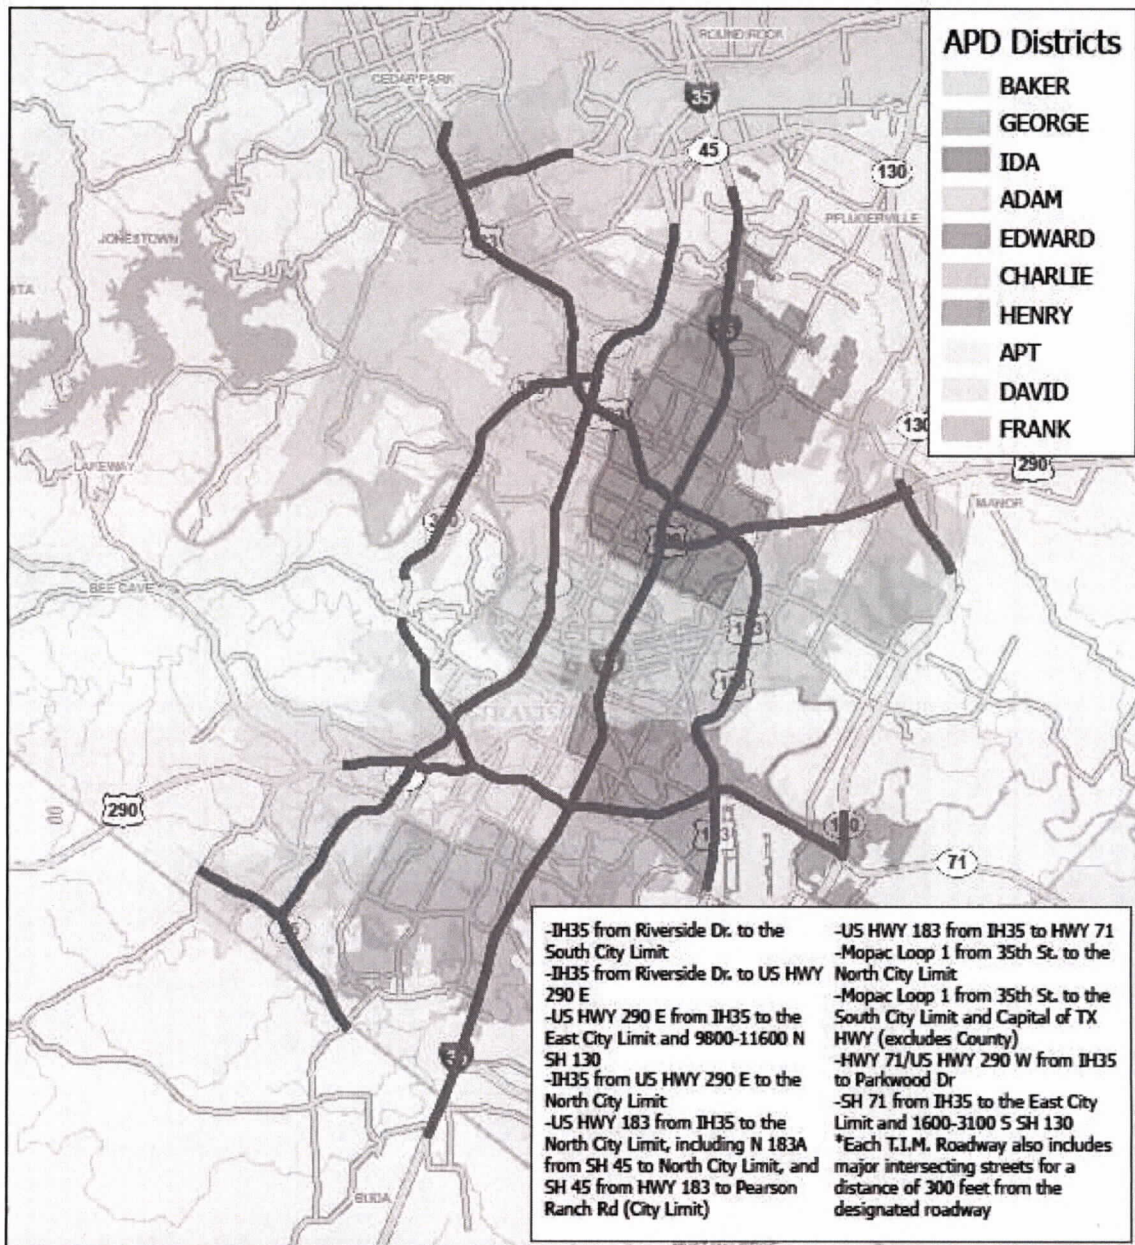 ROUND ROCK
CEDAR PARK
35
45
130
PFLUGERVILLE
JONESTOWN
LAKEWAY
130
290
MANOR
BEE CAVE
TRAVIS
290
71
BUDA
APD Districts
BAKER
GEORGE
IDA
ADAM
EDWARD
CHARLIE
HENRY
APT
DAVID
FRANK
-IH35 from Riverside Dr. to the
South City Limit
-IH35 from Riverside Dr. to US HWY
290 E
-US HWY 290 E from IH35 to the
East City Limit and 9800-11600 N
SH 130
-IH35 from US HWY 290 E to the
North City Limit
-US HWY 183 from IH35 to the
North City Limit, including N 183A
from SH 45 to North City Limit, and
SH 45 from HWY 183 to Pearson
Ranch Rd (City Limit)
-US HWY 183 from IH35 to HWY 71
-Mopac Loop 1 from 35th St. to the
North City Limit
-Mopac Loop 1 from 35th St. to the
South City Limit and Capital of TX
HWY (excludes County)
-HWY 71/US HWY 290 W from IH35
to Parkwood Dr
-SH 71 from IH35 to the East City
Limit and 1600-3100 S SH 130
*Each T.I.M. Roadway also includes
major intersecting streets for a
distance of 300 feet from the
designated roadway